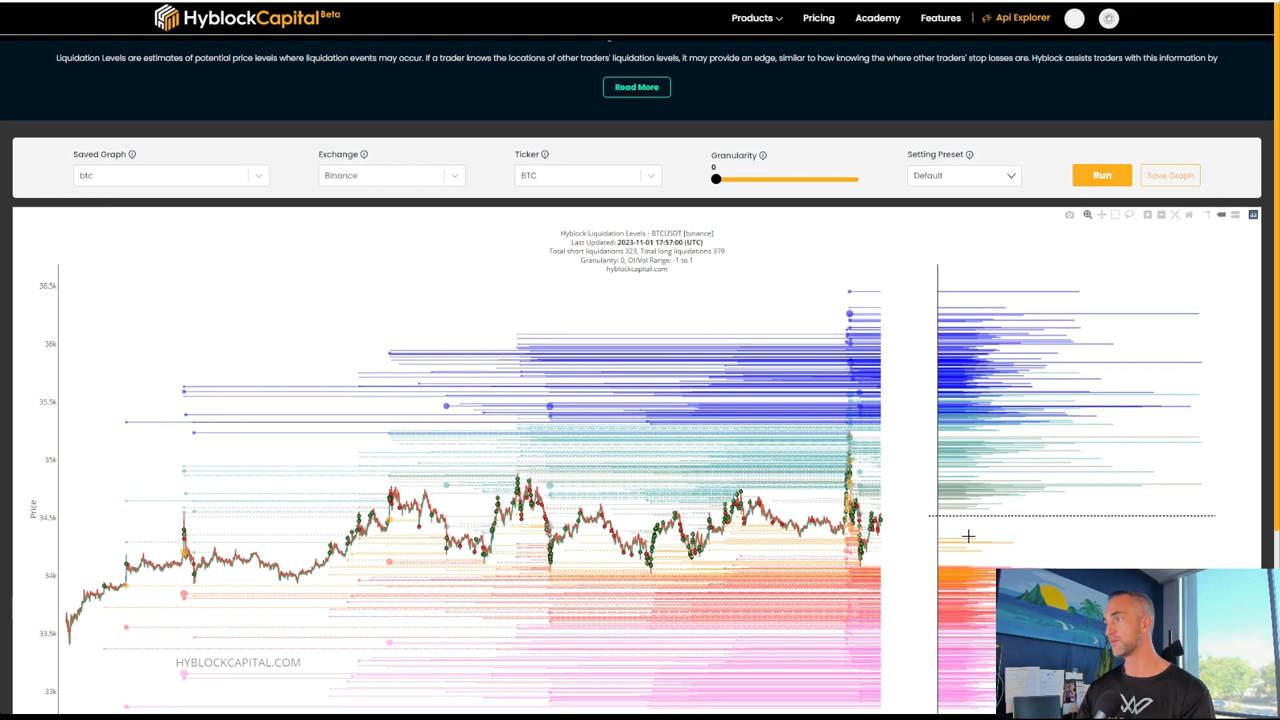 HyblockCapital Beta
Products Pricing Academy Features Api Explorer
Liquidation Levels are estimates of potential price levels where liquidation events may occur. If a trader knows the locations of other traders' liquidation levels, it may provide an edge, similar to how knowing the where other traders' stop losses are. Hyblock assists traders with this information by
Read More
Saved Graph Exchange Ticker Granularity Setting Preset
0
btc Binance BTC Default Run Save Graph
Hyblock Liquidation Levels - BTCUSDT [binance]
Last Updated: 2023-11-01 17:57:00 (UTC)
Total short liquidations 323, Total long liquidations 379
Granularity: 0, OI/Vol Range: -1 to 1
hyblockcapital.com
36.5k
36k
35.5k
35k
34.5k
34k
33.5k
33k
Price
HYBLOCKCAPITAL.COM